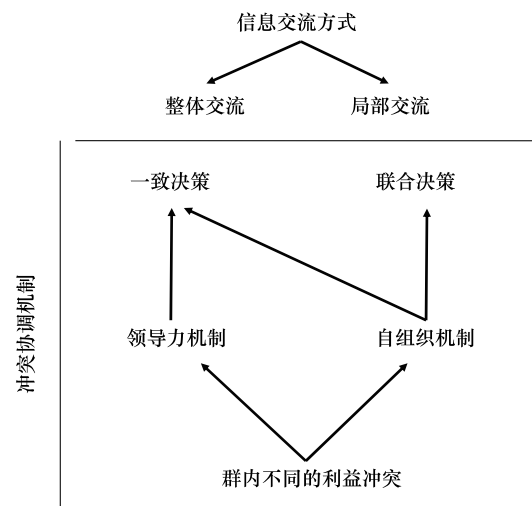 信息交流方式
整体交流
局部交流
一致决策
联合决策
冲突协调机制
领导力机制
自组织机制
群内不同的利益冲突